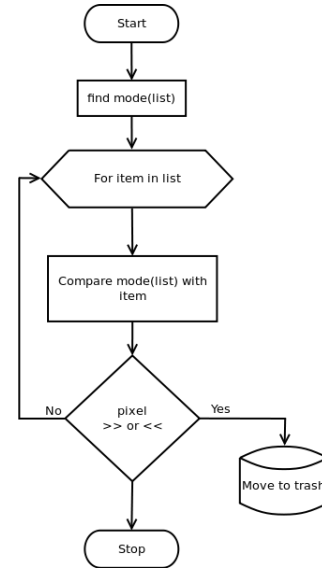 Start
find mode(list)
For item in list
Compare mode(list) with
item
No
pixel
>> or <<
Yes
Move to trash
Stop